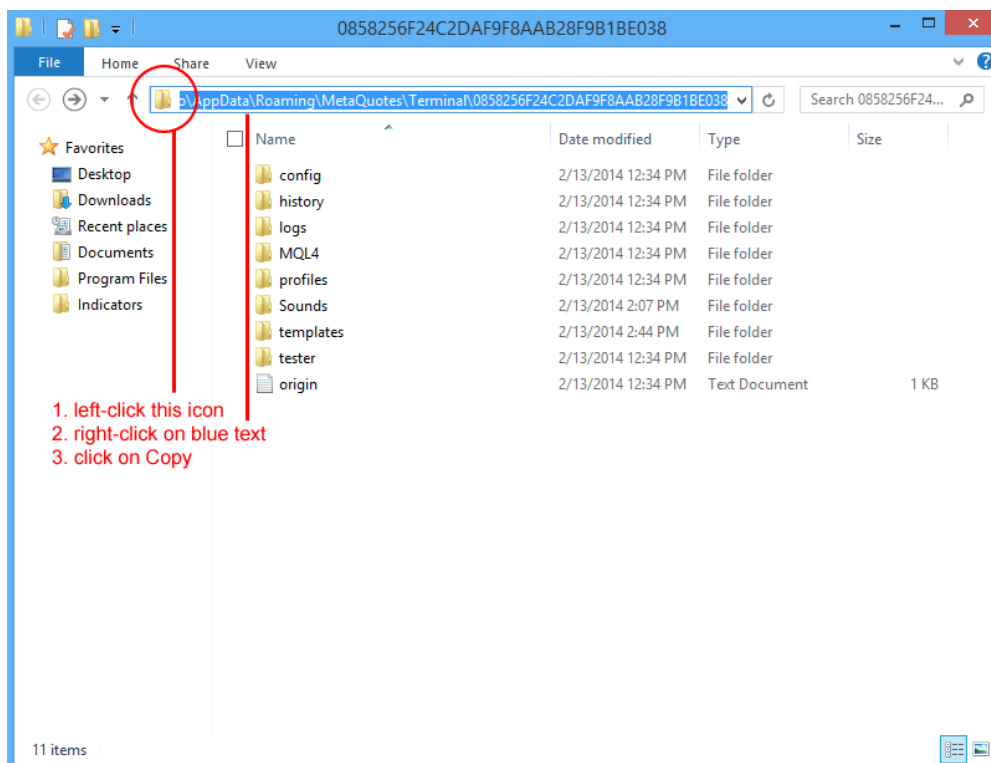 0858256F24C2DAF9F8AAB28F9B1BE038
File Home Share View
o\AppData\Roaming\MetaQuotes\Terminal\0858256F24C2DAF9F8AAB28F9B1BE038 Search 0858256F24...
Favorites
Desktop
Downloads
Recent places
Documents
Program Files
Indicators
Name Date modified Type Size
config 2/13/2014 12:34 PM File folder
history 2/13/2014 12:34 PM File folder
logs 2/13/2014 12:34 PM File folder
MQL4 2/13/2014 12:34 PM File folder
profiles 2/13/2014 12:34 PM File folder
Sounds 2/13/2014 2:07 PM File folder
templates 2/13/2014 2:44 PM File folder
tester 2/13/2014 12:34 PM File folder
origin 2/13/2014 12:34 PM Text Document 1 KB
1. left-click this icon
2. right-click on blue text
3. click on Copy
11 items